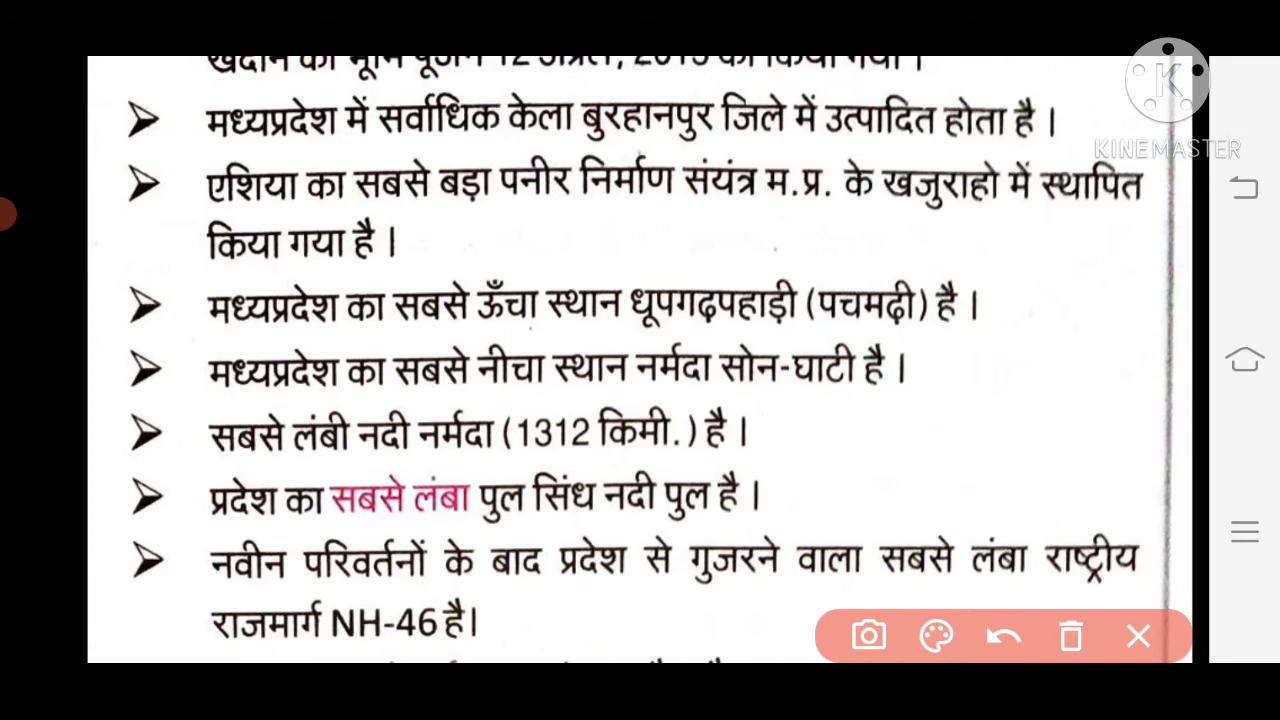 KINEMASTER
मध्यप्रदेश में सर्वाधिक केला बुरहानपुर जिले में उत्पादित होता है ।
एशिया का सबसे बड़ा पनीर निर्माण संयंत्र म.प्र. के खजुराहो में स्थापित
किया गया है ।
मध्यप्रदेश का सबसे ऊँचा स्थान धूपगढ़पहाड़ी (पचमढ़ी) है ।
मध्यप्रदेश का सबसे नीचा स्थान नर्मदा सोन-घाटी है ।
सबसे लंबी नदी नर्मदा (1312 किमी.) है ।
प्रदेश का सबसे लंबा पुल सिंध नदी पुल है ।
नवीन परिवर्तनों के बाद प्रदेश से गुजरने वाला सबसे लंबा राष्ट्रीय
राजमार्ग NH-46 है।